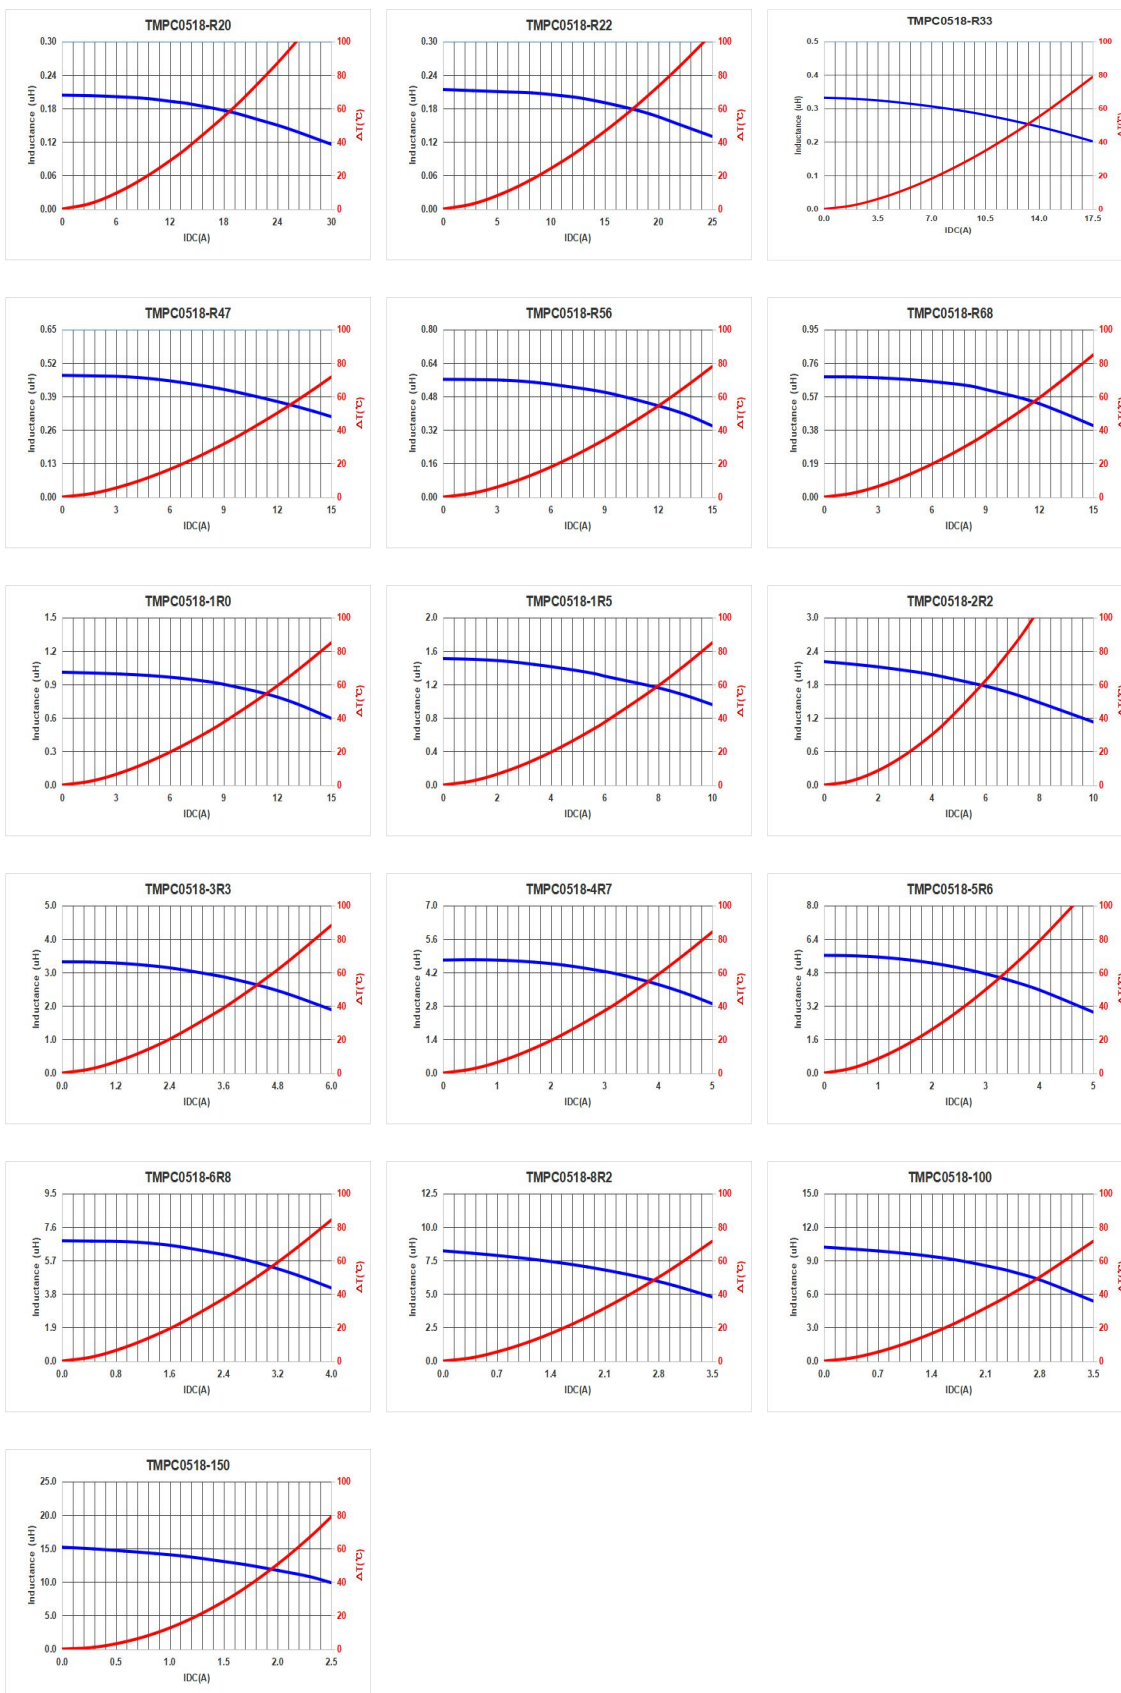 TMPC0518-R20
0.30 0.24 0.18 0.12 0.06 0.00
Inductance (uH)
100 80 60 40 20 0
ΔT(℃)
0 6 12 18 24 30
IDC(A)
TMPC0518-R22
0.30 0.24 0.18 0.12 0.06 0.00
Inductance (uH)
100 80 60 40 20 0
ΔT(℃)
0 5 10 15 20 25
IDC(A)
TMPC0518-R33
0.5 0.4 0.3 0.2 0.1 0.0
Inductance (uH)
100 80 60 40 20 0
ΔT(℃)
0.0 3.5 7.0 10.5 14.0 17.5
IDC(A)
TMPC0518-R47
0.65 0.52 0.39 0.26 0.13 0.00
Inductance (uH)
100 80 60 40 20 0
ΔT(℃)
0 3 6 9 12 15
IDC(A)
TMPC0518-R56
0.80 0.64 0.48 0.32 0.16 0.00
Inductance (uH)
100 80 60 40 20 0
ΔT(℃)
0 3 6 9 12 15
IDC(A)
TMPC0518-R68
0.95 0.76 0.57 0.38 0.19 0.00
Inductance (uH)
100 80 60 40 20 0
ΔT(℃)
0 3 6 9 12 15
IDC(A)
TMPC0518-1R0
1.5 1.2 0.9 0.6 0.3 0.0
Inductance (uH)
100 80 60 40 20 0
ΔT(℃)
0 3 6 9 12 15
IDC(A)
TMPC0518-1R5
2.0 1.6 1.2 0.8 0.4 0.0
Inductance (uH)
100 80 60 40 20 0
ΔT(℃)
0 2 4 6 8 10
IDC(A)
TMPC0518-2R2
3.0 2.4 1.8 1.2 0.6 0.0
Inductance (uH)
100 80 60 40 20 0
ΔT(℃)
0 2 4 6 8 10
IDC(A)
TMPC0518-3R3
5.0 4.0 3.0 2.0 1.0 0.0
Inductance (uH)
100 80 60 40 20 0
ΔT(℃)
0.0 1.2 2.4 3.6 4.8 6.0
IDC(A)
TMPC0518-4R7
7.0 5.6 4.2 2.8 1.4 0.0
Inductance (uH)
100 80 60 40 20 0
ΔT(℃)
0 1 2 3 4 5
IDC(A)
TMPC0518-5R6
8.0 6.4 4.8 3.2 1.6 0.0
Inductance (uH)
100 80 60 40 20 0
ΔT(℃)
0 1 2 3 4 5
IDC(A)
TMPC0518-6R8
9.5 7.6 5.7 3.8 1.9 0.0
Inductance (uH)
100 80 60 40 20 0
ΔT(℃)
0.0 0.8 1.6 2.4 3.2 4.0
IDC(A)
TMPC0518-8R2
12.5 10.0 7.5 5.0 2.5 0.0
Inductance (uH)
100 80 60 40 20 0
ΔT(℃)
0.0 0.7 1.4 2.1 2.8 3.5
IDC(A)
TMPC0518-100
15.0 12.0 9.0 6.0 3.0 0.0
Inductance (uH)
100 80 60 40 20 0
ΔT(℃)
0.0 0.7 1.4 2.1 2.8 3.5
IDC(A)
TMPC0518-150
25.0 20.0 15.0 10.0 5.0 0.0
Inductance (uH)
100 80 60 40 20 0
ΔT(℃)
0.0 0.5 1.0 1.5 2.0 2.5
IDC(A)